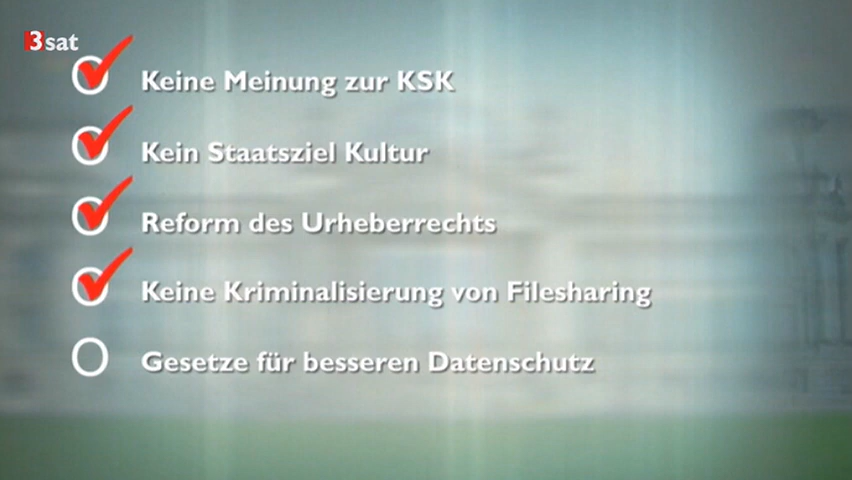 3sat
Keine Meinung zur KSK
Kein Staatsziel Kultur
Reform des Urheberrechts
Keine Kriminalisierung von Filesharing
Gesetze für besseren Datenschutz